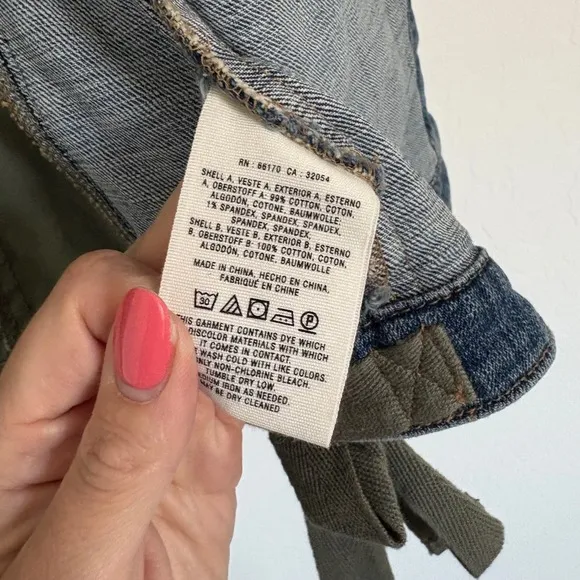 RN : 66170 CA : 32054
SHELL A, VESTE A, EXTERIOR A, ESTERNO
A, OBERSTOFF A: 99% COTTON, COTON,
ALGODÓN, COTONE, BAUMWOLLE;
1% SPANDEX, SPANDEX, SPANDEX,
SPANDEX, SPANDEX.
SHELL B, VESTE B, EXTERIOR B, ESTERNO
B, OBERSTOFF B: 100% COTTON, COTON,
ALGODÓN, COTONE, BAUMWOLLE
MADE IN CHINA, HECHO EN CHINA,
FABRIQUÉ EN CHINE
30 P
THIS GARMENT CONTAINS DYE WHICH
DISCOLOR MATERIALS WITH WHICH
IT COMES IN CONTACT.
WASH COLD WITH LIKE COLORS.
NON-CHLORINE BLEACH
TUMBLE DRY LOW.
IRON AS NEEDED.
MAY BE DRY CLEANED